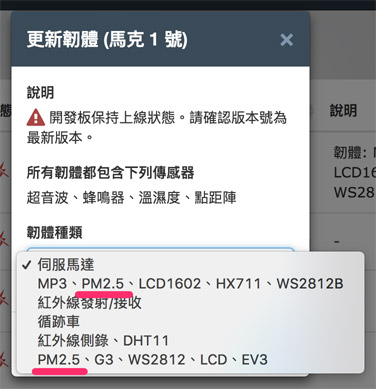 更新韌體 (馬克 1 號)
×
說明
開發板保持上線狀態。請確認版本號為
最新版本。
所有韌體都包含下列傳感器
超音波、蜂鳴器、溫濕度、點距陣
韌體種類
✓ 伺服馬達
MP3、PM2.5、LCD1602、HX711、WS2812B
紅外線發射/接收
循跡車
紅外線側錄、DHT11
PM2.5、G3、WS2812、LCD、EV3
態
說明
韌體: M
LCD16
WS28
-
-